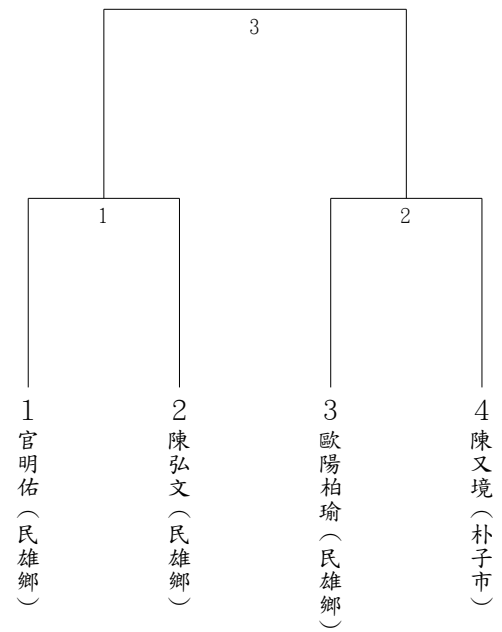 3
1
2
1 官明佑(民雄鄉)
2 陳弘文(民雄鄉)
3 歐陽柏瑜(民雄鄉)
4 陳又境(朴子市)